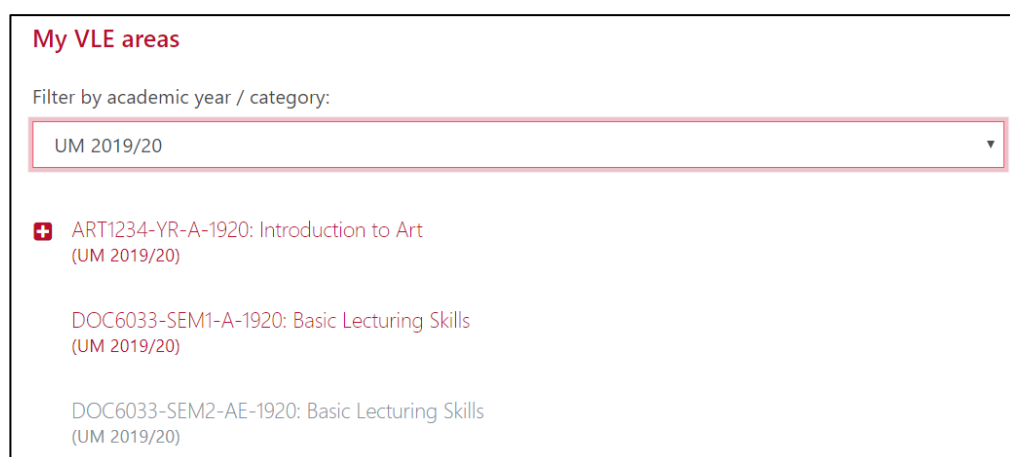 My VLE areas
Filter by academic year / category:
UM 2019/20
ART1234-YR-A-1920: Introduction to Art
(UM 2019/20)
DOC6033-SEM1-A-1920: Basic Lecturing Skills
(UM 2019/20)
DOC6033-SEM2-AE-1920: Basic Lecturing Skills
(UM 2019/20)